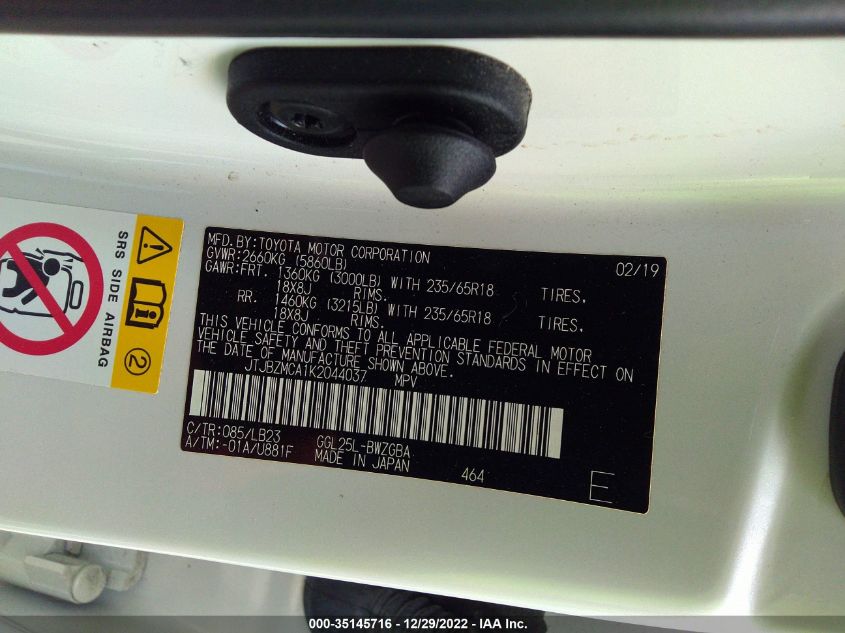 SRS SIDE AIRBAG
2
MFD.BY:TOYOTA MOTOR CORPORATION 02/19
GVWR:2660KG (5860LB)
GAWR:FRT. 1360KG (3000LB) WITH 235/65R18 TIRES,
18X8J RIMS.
RR. 1460KG (3215LB) WITH 235/65R18 TIRES,
18X8J RIMS.
THIS VEHICLE CONFORMS TO ALL APPLICABLE FEDERAL MOTOR
VEHICLE SAFETY AND THEFT PREVENTION STANDARDS IN EFFECT ON
THE DATE OF MANUFACTURE SHOWN ABOVE.
JTJBZMCA1K2044037 MPV
C/TR:085/LB23 GGL25L-BWZGBA
A/TM:-01A/U881F MADE IN JAPAN 464 E
000-35145716 - 12/29/2022 - IAA Inc.